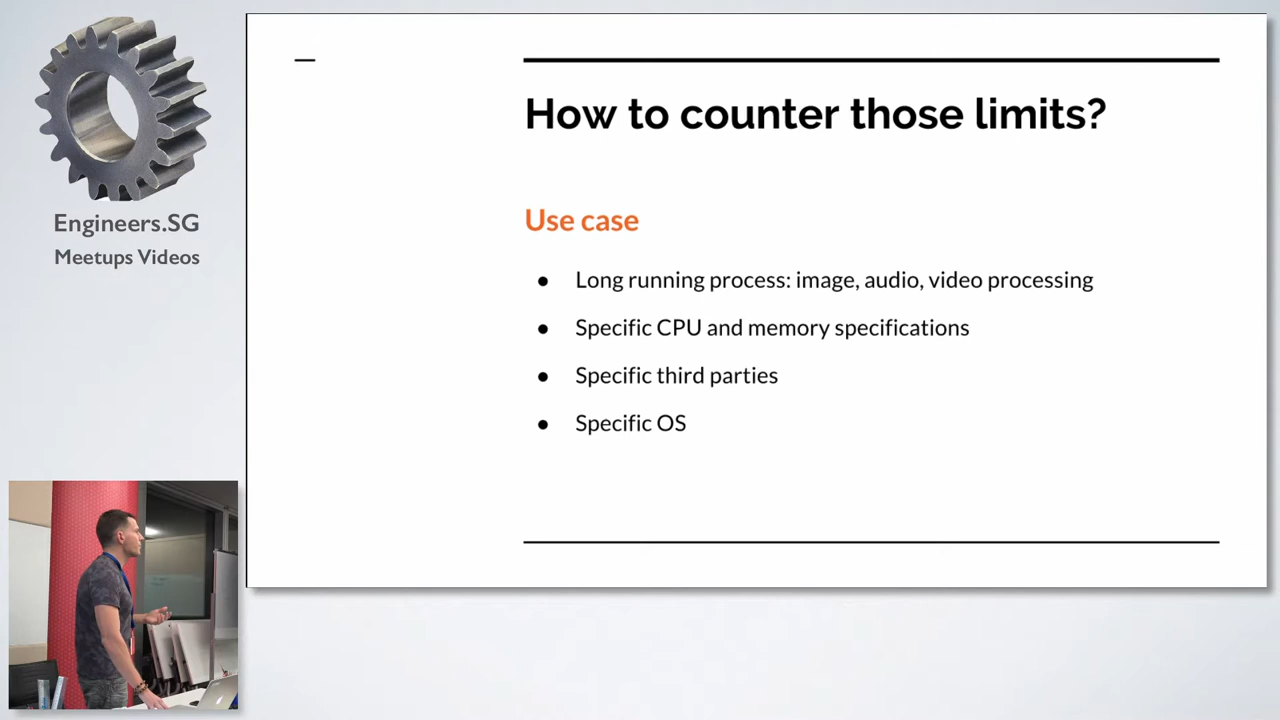 Engineers.SG
Meetups Videos
How to counter those limits?
Use case
● Long running process: image, audio, video processing
● Specific CPU and memory specifications
● Specific third parties
● Specific OS